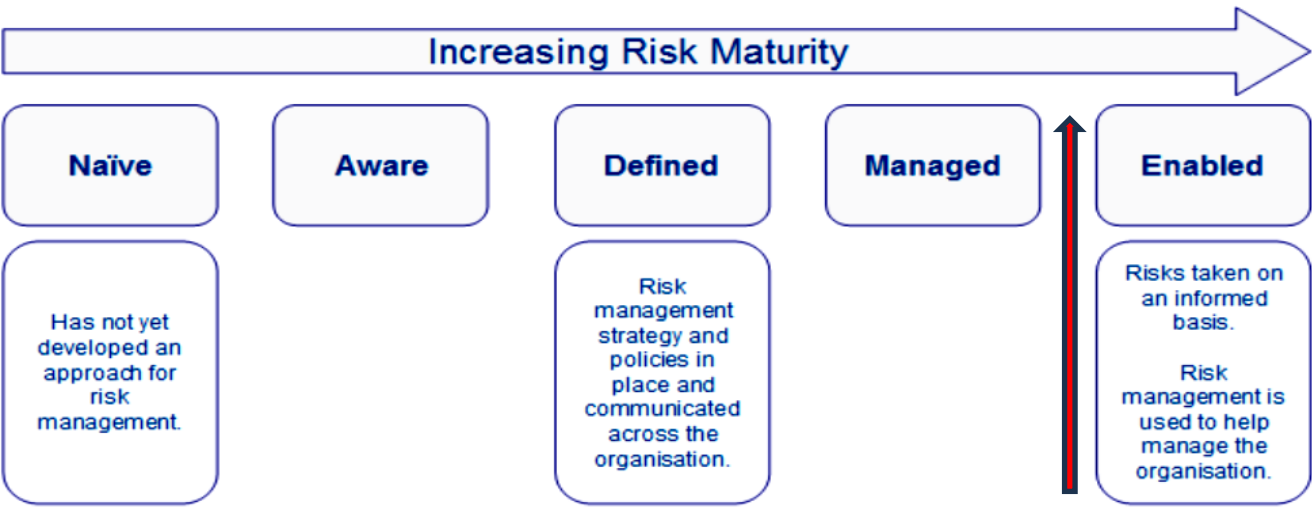 Increasing Risk Maturity
Naïve
Aware
Defined
Managed
Enabled
Has not yet
developed an
approach for
risk
management.
Risk
management
strategy and
policies in
place and
communicated
across the
organisation.
Risks taken on
an informed
basis.
Risk
management is
used to help
manage the
organisation.